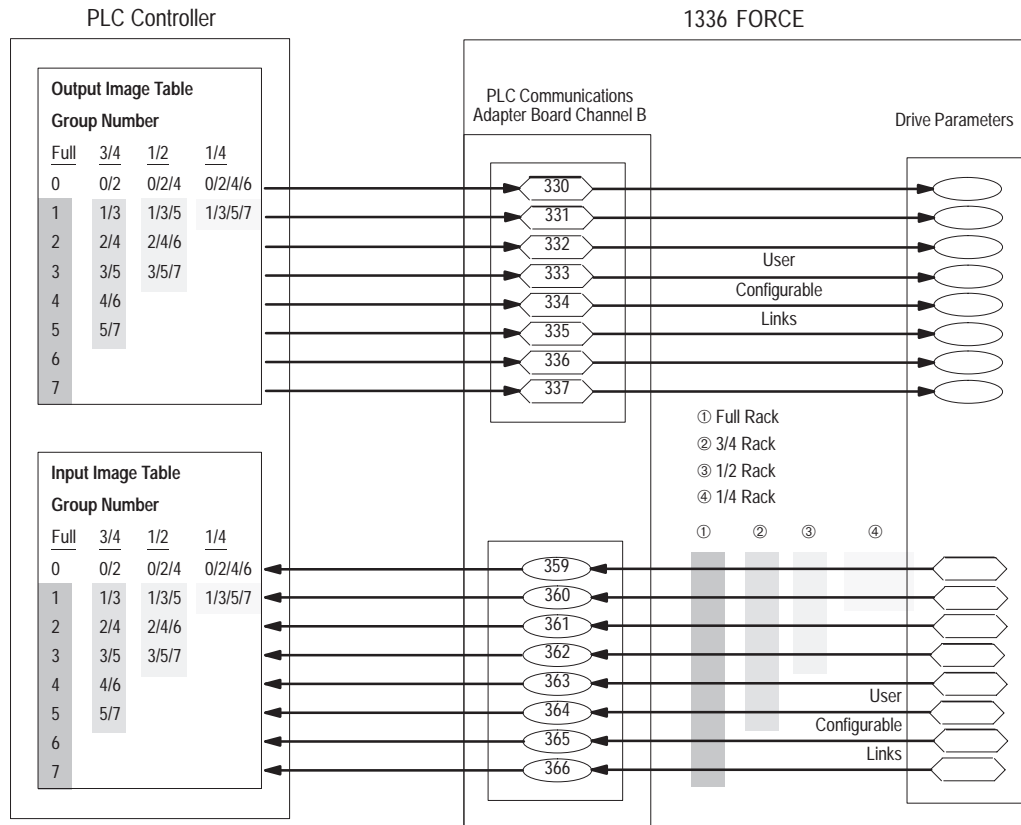 PLC Controller
1336 FORCE
Output Image Table
Group Number
Full 3/4 1/2 1/4
0 0/2 0/2/4 0/2/4/6
1 1/3 1/3/5 1/3/5/7
2 2/4 2/4/6
3 3/5 3/5/7
4 4/6
5 5/7
6
7
PLC Communications
Adapter Board Channel B
330
331
332
333
334
335
336
337
Drive Parameters
User
Configurable
Links
① Full Rack
② 3/4 Rack
③ 1/2 Rack
④ 1/4 Rack
Input Image Table
Group Number
Full 3/4 1/2 1/4
0 0/2 0/2/4 0/2/4/6
1 1/3 1/3/5 1/3/5/7
2 2/4 2/4/6
3 3/5 3/5/7
4 4/6
5 5/7
6
7
359
360
361
362
363
364
365
366
① ② ③ ④
User
Configurable
Links